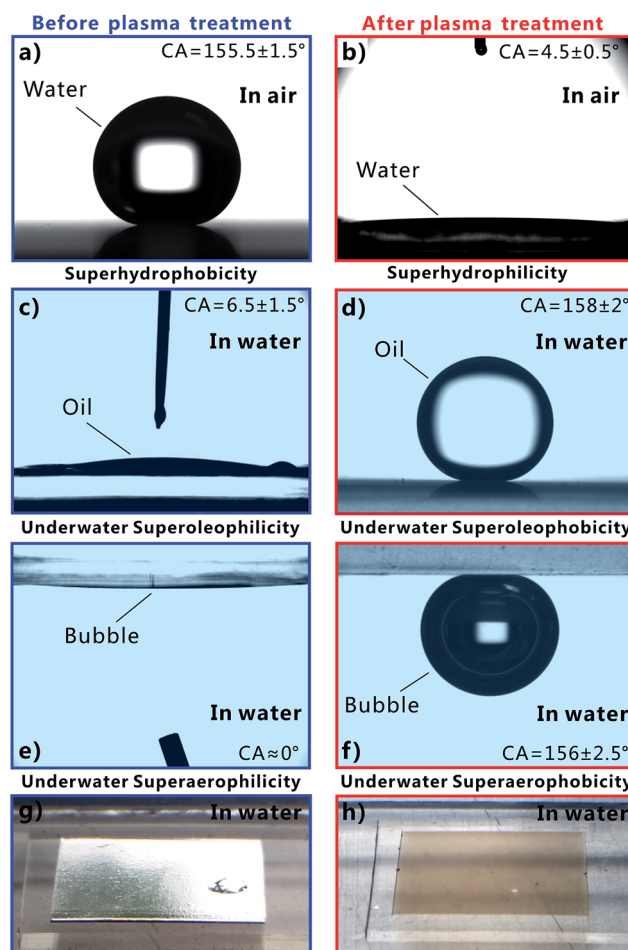 Before plasma treatment
After plasma treatment
a)
CA=155.5±1.5°
Water
In air
Superhydrophobicity
b)
CA=4.5±0.5°
In air
Water
Superhydrophilicity
c)
CA=6.5±1.5°
In water
Oil
Underwater Superoleophilicity
d)
CA=158±2°
Oil
In water
Underwater Superoleophobicity
Bubble
In water
e)
CA≈0°
Underwater Superaerophilicity
Bubble
In water
f)
CA=156±2.5°
Underwater Superaerophobicity
g)
In water
h)
In water